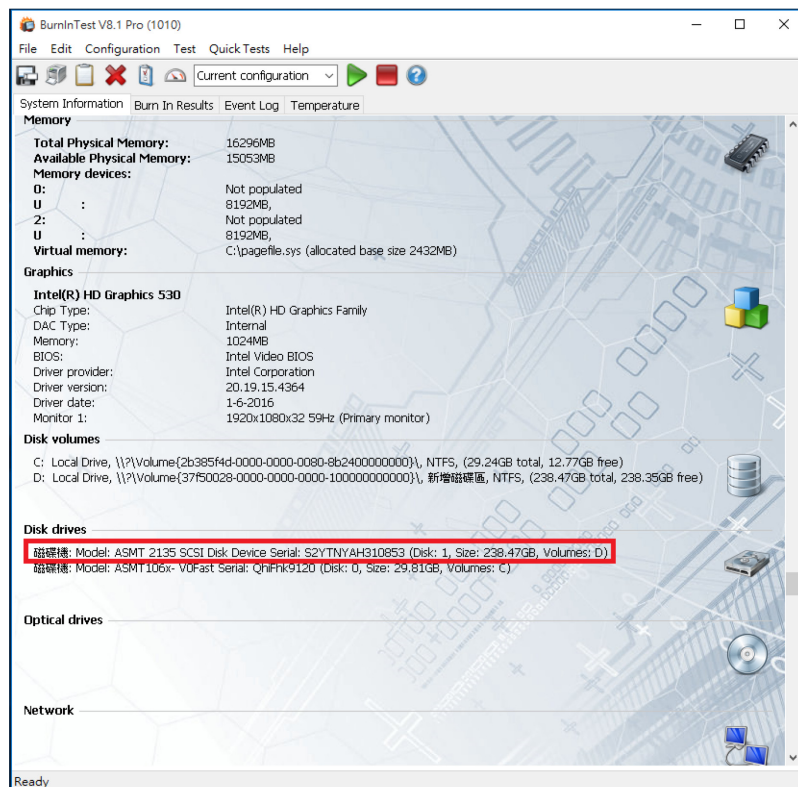 BurnInTest V8.1 Pro (1010)
File Edit Configuration Test Quick Tests Help
Current configuration
System Information Burn In Results Event Log Temperature
Memory
Total Physical Memory: 16296MB
Available Physical Memory: 15053MB
Memory devices:
0: Not populated
U : 8192MB,
2: Not populated
U : 8192MB,
Virtual memory: C:\pagefile.sys (allocated base size 2432MB)
Graphics
Intel(R) HD Graphics 530
Chip Type: Intel(R) HD Graphics Family
DAC Type: Internal
Memory: 1024MB
BIOS: Intel Video BIOS
Driver provider: Intel Corporation
Driver version: 20.19.15.4364
Driver date: 1-6-2016
Monitor 1: 1920x1080x32 59Hz (Primary monitor)
Disk volumes
C: Local Drive, \\?\Volume{2b385f4d-0000-0000-0080-8b2400000000}\, NTFS, (29.24GB total, 12.77GB free)
D: Local Drive, \\?\Volume{37f50028-0000-0000-0000-100000000000}\, 新增磁碟區, NTFS, (238.47GB total, 238.35GB free)
Disk drives
磁碟機: Model: ASMT 2135 SCSI Disk Device Serial: S2YTNYAH310853 (Disk: 1, Size: 238.47GB, Volumes: D)
磁碟機: Model: ASMT106x- V0Fast Serial: QhiFhk9120 (Disk: 0, Size: 29.81GB, Volumes: C)
Optical drives
Network
Ready